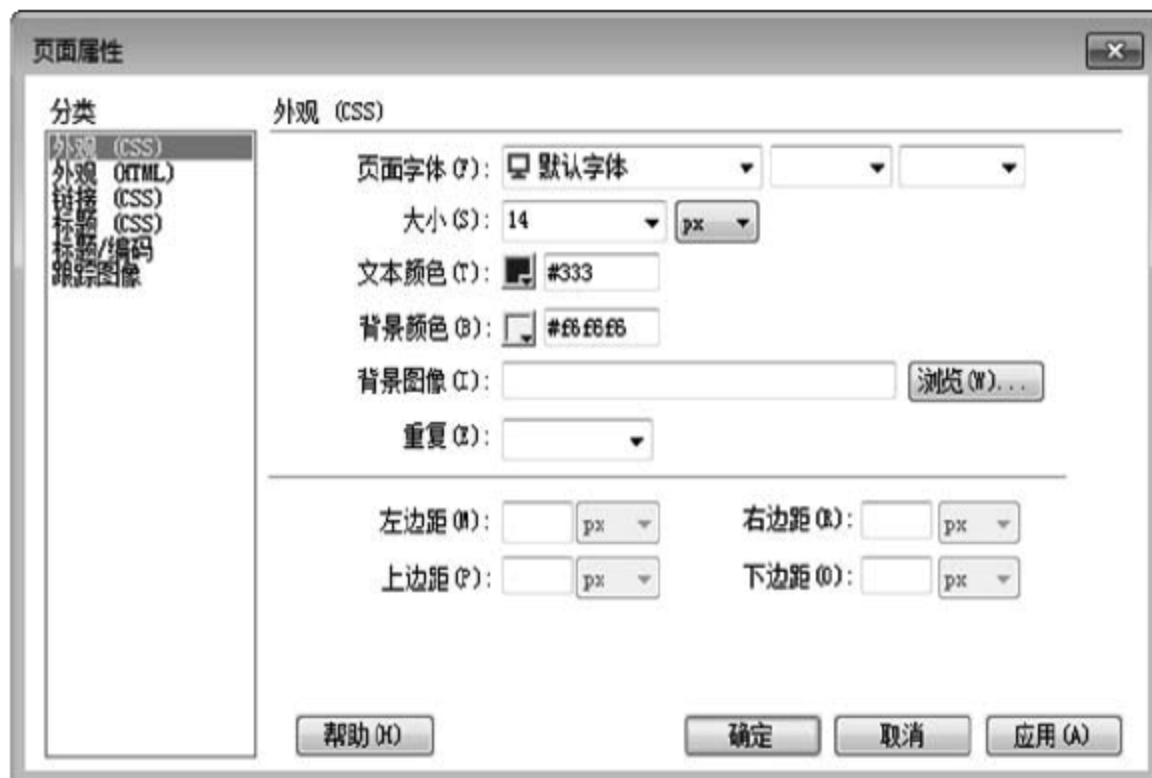 页面属性
分类
外观 (CSS)
外观 (HTML)
链接 (CSS)
标题 (CSS)
标题/编码
跟踪图像
外观 (CSS)
页面字体(F): 默认字体
大小(S): 14 px
文本颜色(T): #333
背景颜色(B): #f6f6f6
背景图像(I): 浏览(W)...
重复(E):
左边距(M): px 右边距(R): px
上边距(P): px 下边距(O): px
帮助(H) 确定 取消 应用(A)